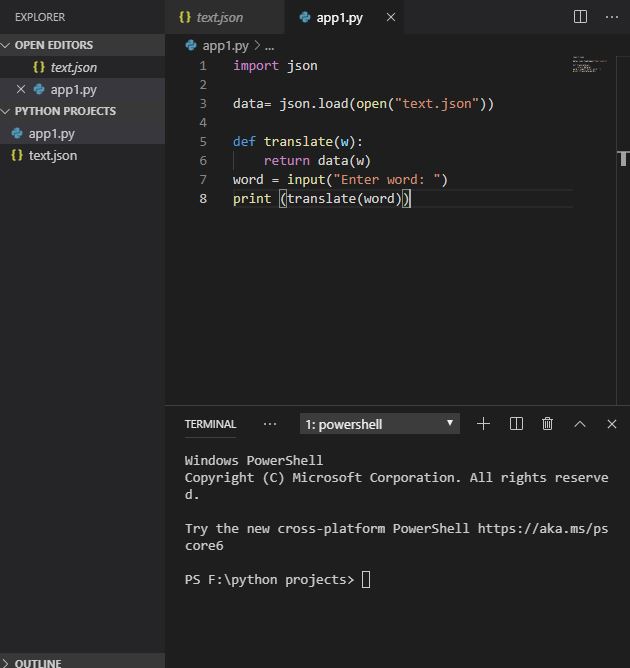 EXPLORER
OPEN EDITORS
{} text.json
× app1.py
PYTHON PROJECTS
app1.py
{} text.json
OUTLINE
{} text.json
app1.py ×
...
app1.py > ...
1 import json
2
3 data= json.load(open("text.json"))
4
5 def translate(w):
6 return data(w)
7 word = input("Enter word: ")
8 print (translate(word))
TERMINAL ... 1: powershell
Windows PowerShell
Copyright (C) Microsoft Corporation. All rights reserve
d.
Try the new cross-platform PowerShell https://aka.ms/ps
core6
PS F:\python projects>